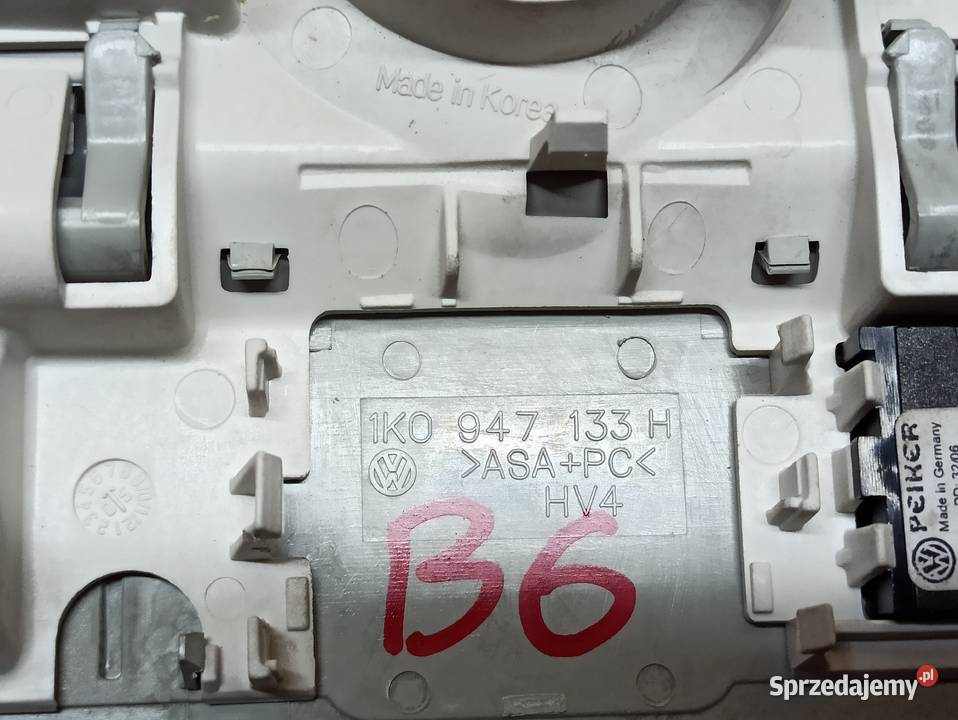 Made in Korea
1K0 947 133 H
>ASA+PC<
HV4
B6
PEIKER
Made in Germany
Sprzedajemy.pl